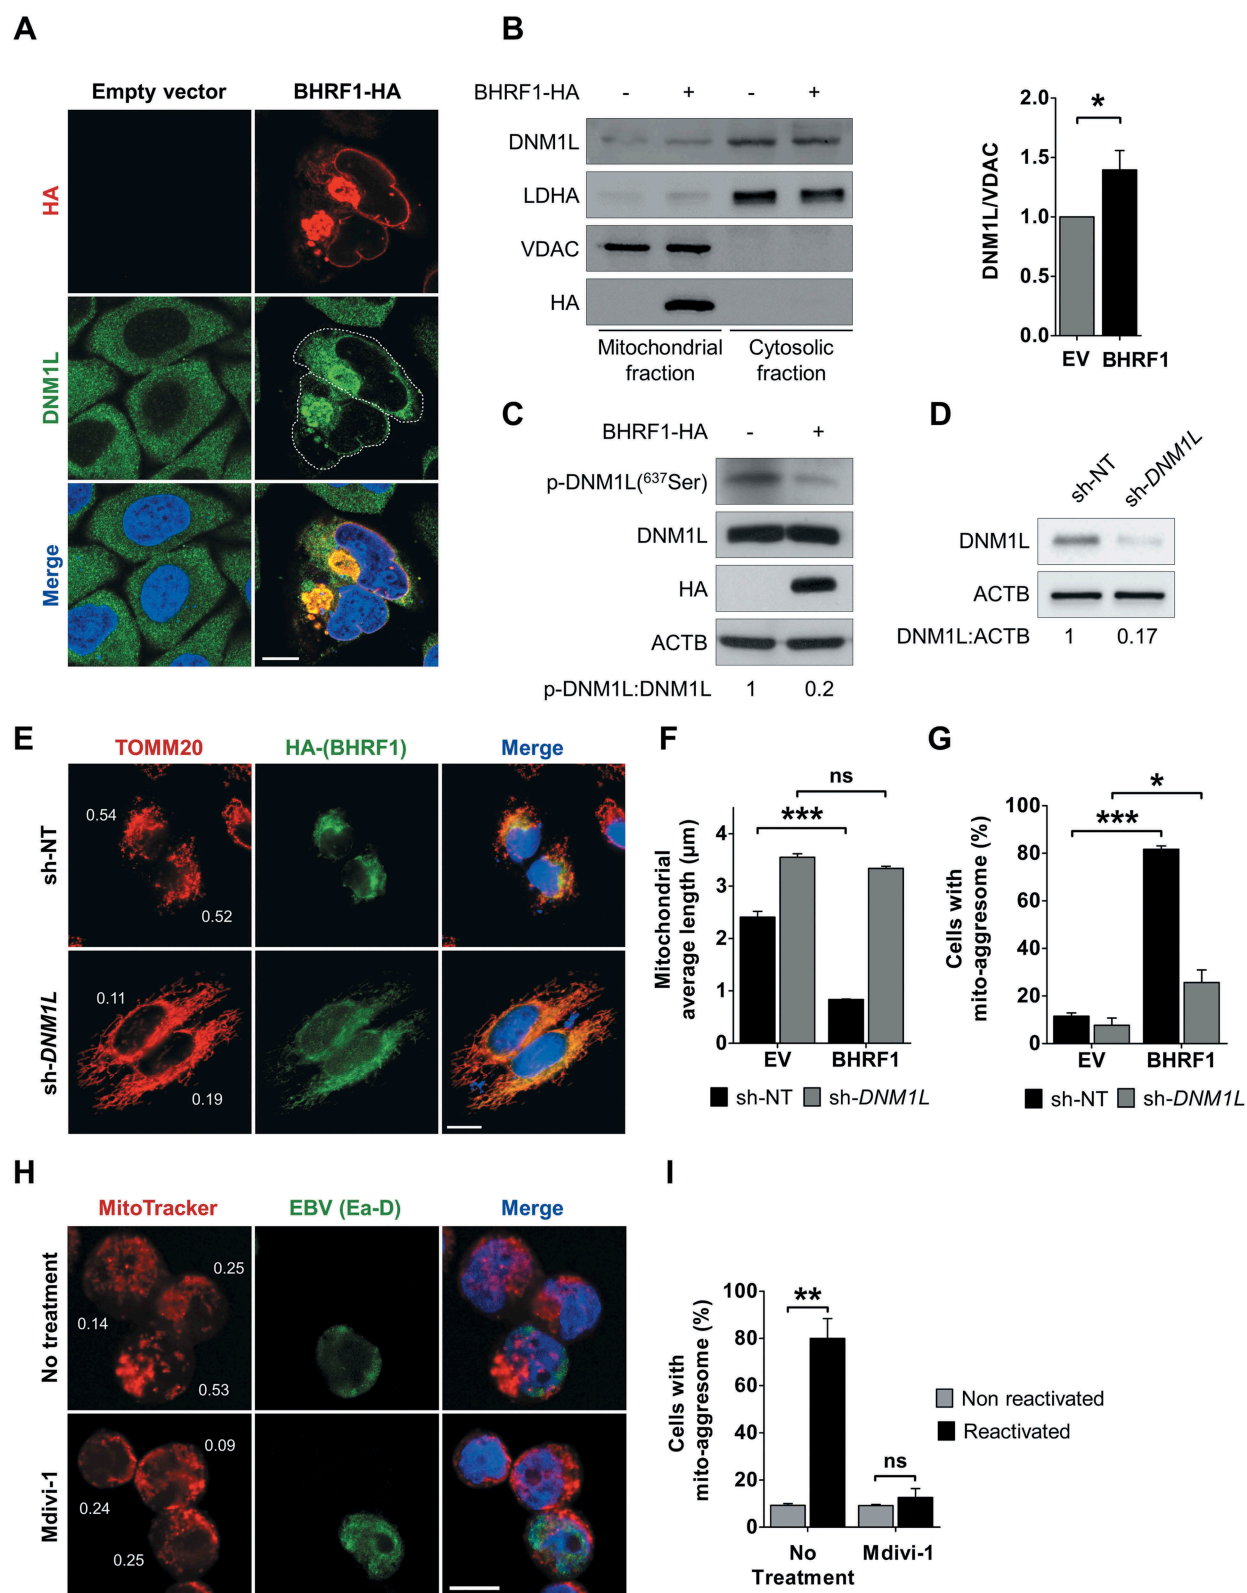 A
Empty vector
BHRF1-HA
HA
DNM1L
Merge
B
BHRF1-HA - + - +
DNM1L
LDHA
VDAC
HA
Mitochondrial fraction
Cytosolic fraction
DNM1L/VDAC
2.0
*
1.5
1.0
0.5
0.0
EV BHRF1
C
BHRF1-HA - +
p-DNM1L(637Ser)
DNM1L
HA
ACTB
p-DNM1L:DNM1L 1 0.2
D
sh-NT sh-DNM1L
DNM1L
ACTB
DNM1L:ACTB 1 0.17
E
TOMM20 HA-(BHRF1) Merge
sh-NT
0.54
0.52
sh-DNM1L
0.11
0.19
F
Mitochondrial
average length (µm)
ns
***
4
3
2
1
0
EV BHRF1
sh-NT sh-DNM1L
G
Cells with
mito-aggresome (%)
*
***
100
80
60
40
20
0
EV BHRF1
sh-NT sh-DNM1L
H
MitoTracker EBV (Ea-D) Merge
No treatment
0.25
0.14
0.53
Mdivi-1
0.09
0.24
0.25
I
Cells with
mito-aggresome (%)
100
**
80
60
40
20
0
ns
No
Treatment
Mdivi-1
Non reactivated
Reactivated